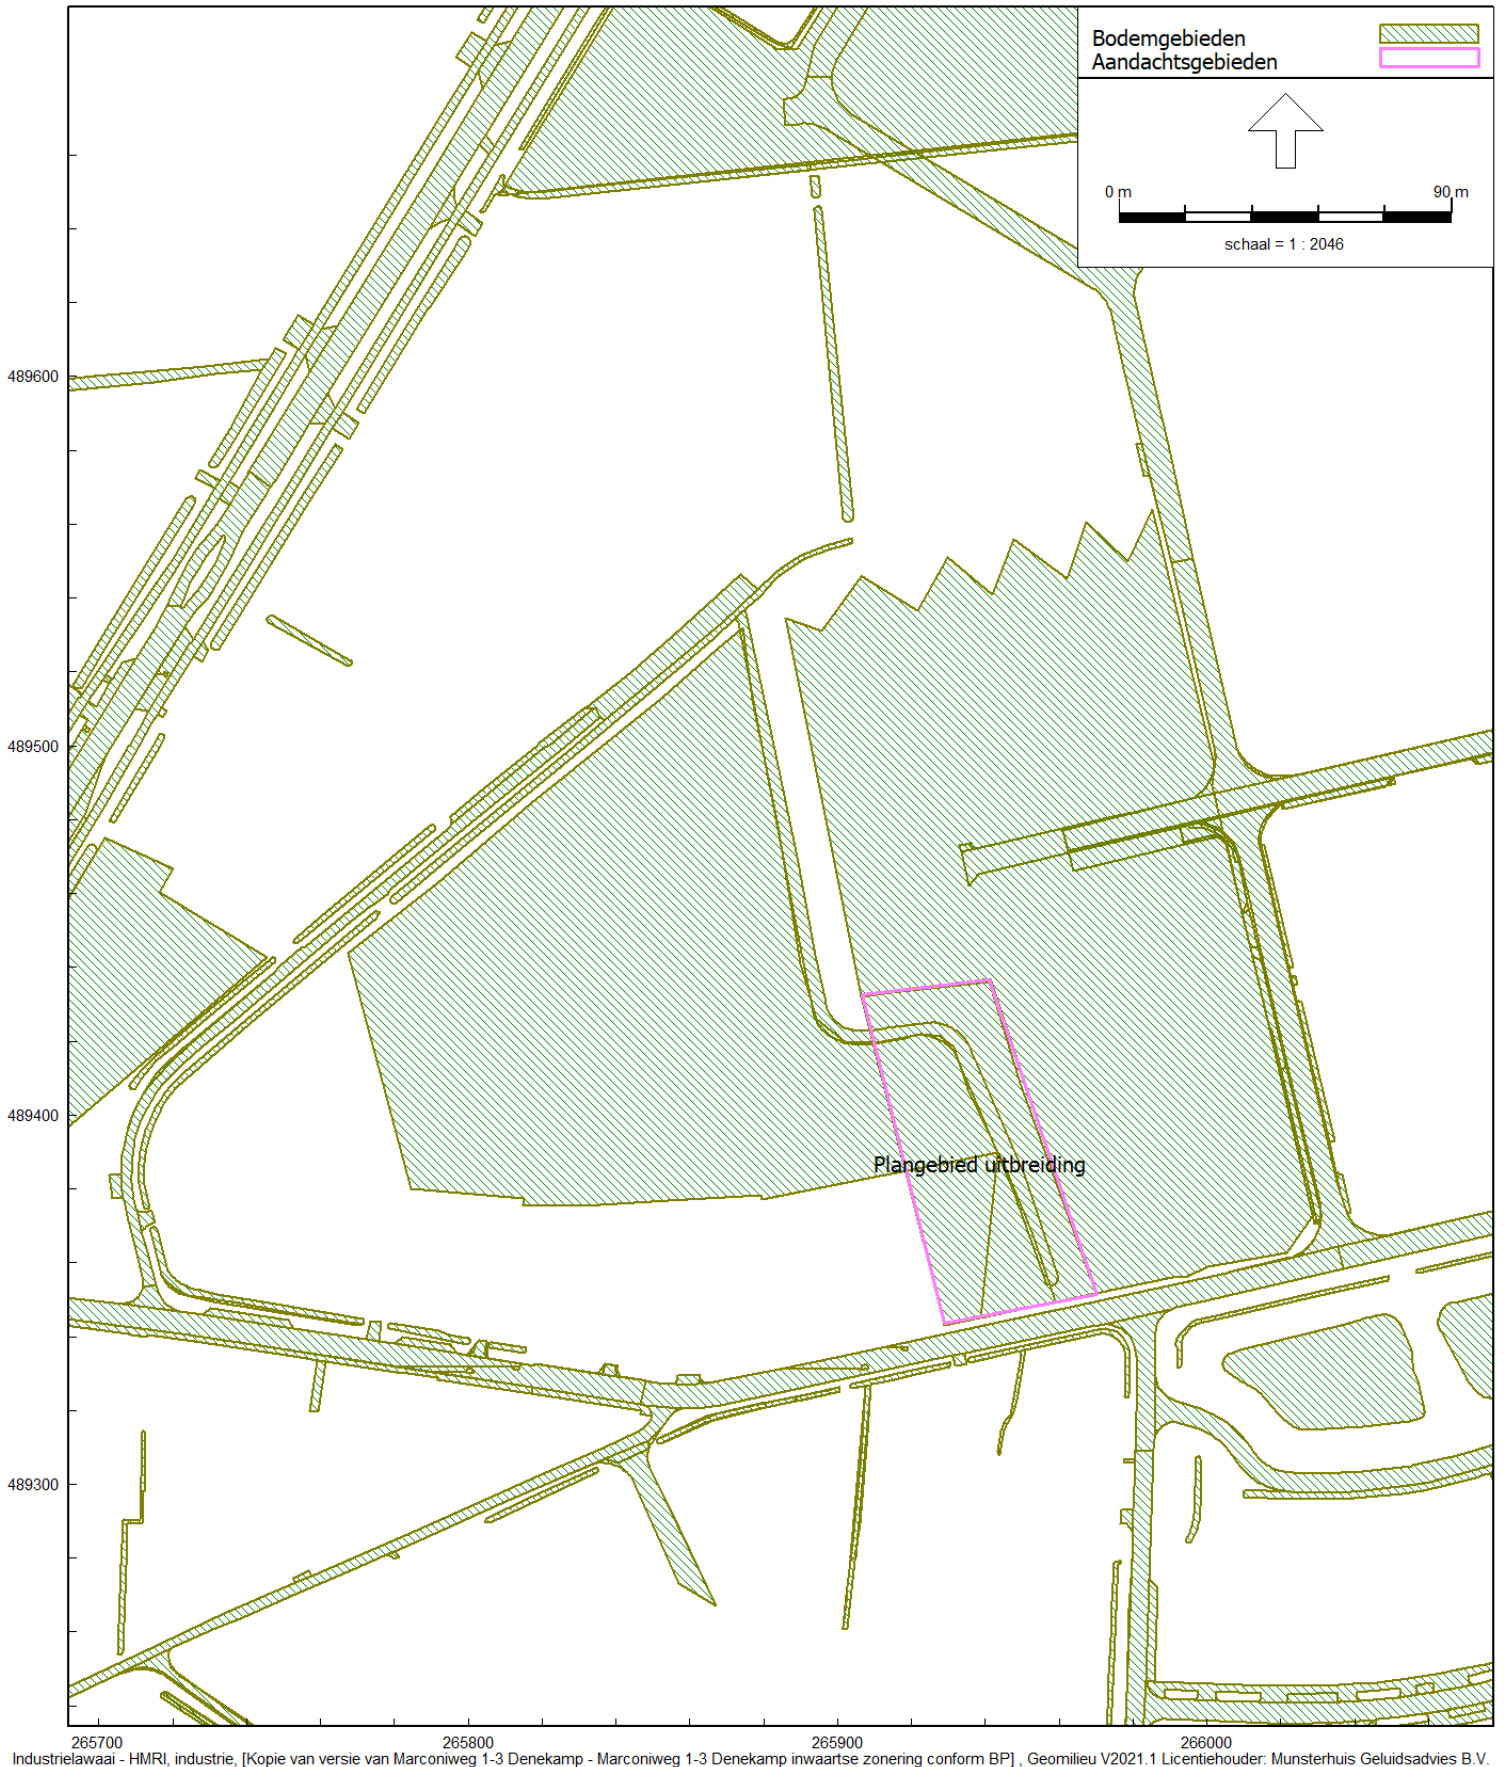 Bodemgebieden
Aandachtsgebieden
0 m 90 m
schaal = 1 : 2046
489600
489500
489400
Plangebied uitbreiding
489300
265700 265800 265900 266000
Industrielawaai - HMRI, industrie, [Kopie van versie van Marconiweg 1-3 Denekamp - Marconiweg 1-3 Denekamp inwaartse zonering conform BP] , Geomilieu V2021.1 Licentiehouder: Munsterhuis Geluidsadvies B.V.